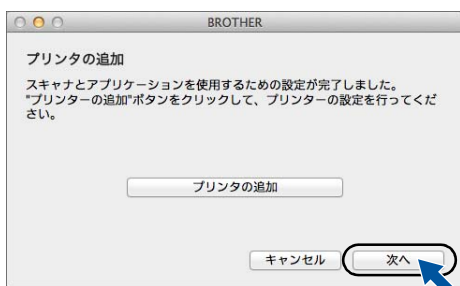 BROTHER
プリンタの追加
スキャナとアプリケーションを使用するための設定が完了しました。
"プリンターの追加"ボタンをクリックして、プリンターの設定を行ってくだ
さい。
プリンタの追加
キャンセル 次へ